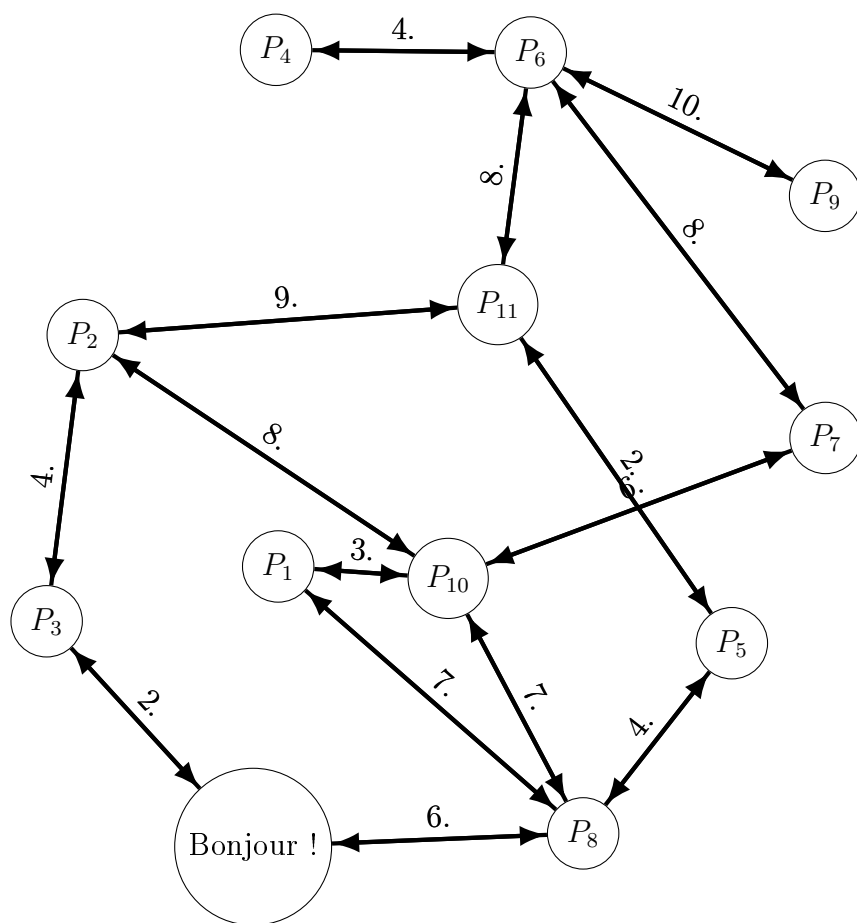 4.
P₄
P₆
10.
8.
P₉
8.
9.
P₁₁
P₂
8.
P₇
4.
2.
6.
3.
P₁
P₁₀
P₃
P₅
7.
7.
2.
4.
6.
P₈
Bonjour !